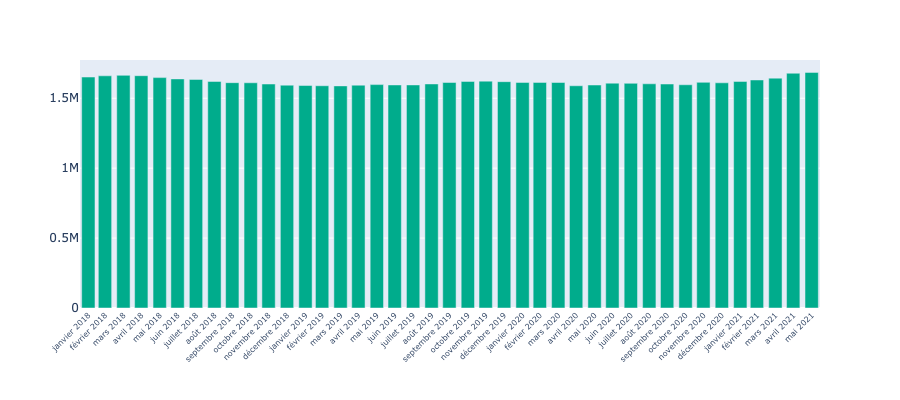 1.5M
1M
0.5M
0
janvier 2018
février 2018
mars 2018
avril 2018
mai 2018
juin 2018
juillet 2018
août 2018
septembre 2018
octobre 2018
novembre 2018
décembre 2018
janvier 2019
février 2019
mars 2019
avril 2019
mai 2019
juin 2019
juillet 2019
août 2019
septembre 2019
octobre 2019
novembre 2019
décembre 2019
janvier 2020
février 2020
mars 2020
avril 2020
mai 2020
juin 2020
juillet 2020
août 2020
septembre 2020
octobre 2020
novembre 2020
décembre 2020
janvier 2021
février 2021
mars 2021
avril 2021
mai 2021